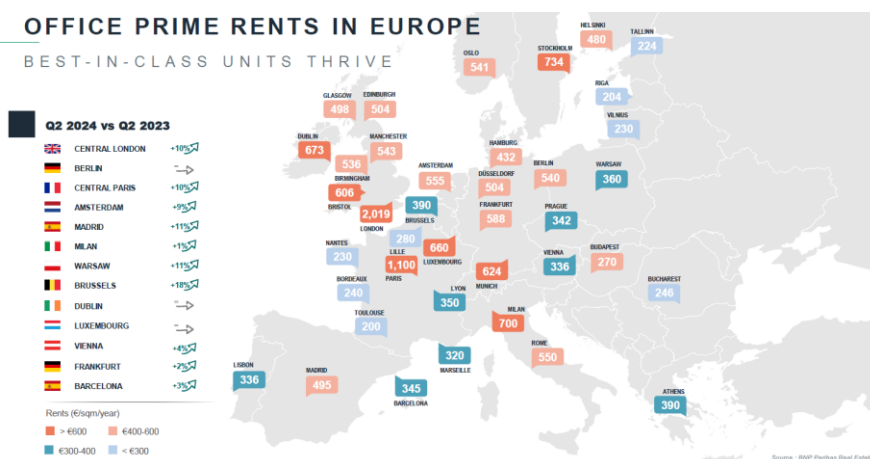 OFFICE PRIME RENTS IN EUROPE
BEST-IN-CLASS UNITS THRIVE
Q2 2024 vs Q2 2023
CENTRAL LONDON +10%
BERLIN
CENTRAL PARIS +10%
AMSTERDAM +9%
MADRID +11%
MILAN +1%
WARSAW +11%
BRUSSELS +18%
DUBLIN
LUXEMBOURG
VIENNA +4%
FRANKFURT +2%
BARCELONA +3%
Rents (€/sqm/year)
> €600
€400-600
€300-400
< €300
HELSINKI
480
TALLINN
224
OSLO
541
STOCKHOLM
734
RIGA
204
VILNIUS
230
GLASGOW
498
EDINBURGH
504
DUBLIN
673
MANCHESTER
543
536
BIRMINGHAM
606
BRISTOL
2,019
LONDON
AMSTERDAM
555
390
BRUSSELS
HAMBURG
432
BERLIN
540
DÜSSELDORF
504
FRANKFURT
588
WARSAW
360
PRAGUE
342
NANTES
230
280
LILLE
1,100
PARIS
660
LUXEMBOURG
624
MUNICH
VIENNA
336
BUDAPEST
270
BUCHAREST
246
BORDEAUX
240
LYON
350
TOULOUSE
200
MILAN
700
ROME
550
320
MARSEILLE
LISBON
336
MADRID
495
345
BARCELONA
ATHENS
390
Source : BNP Paribas Real Estate